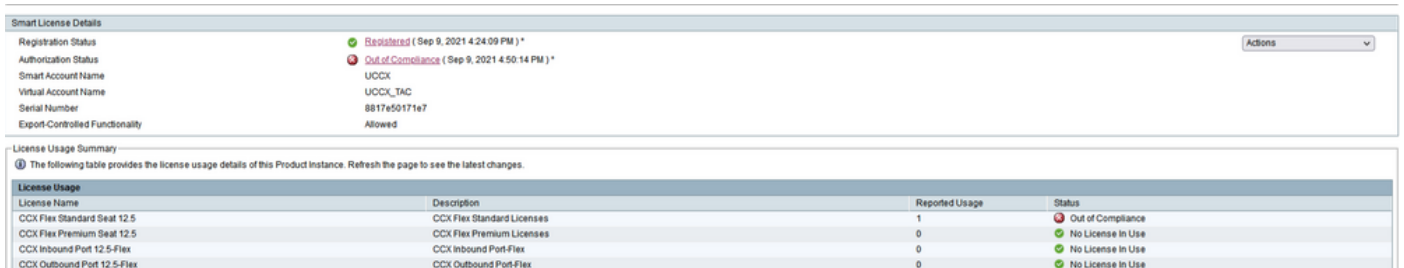 Smart License Details
Registration Status Registered ( Sep 9, 2021 4:24:09 PM ) * Actions
Authorization Status Out of Compliance ( Sep 9, 2021 4:50:14 PM ) *
Smart Account Name UCCX
Virtual Account Name UCCX_TAC
Serial Number 8817e50171e7
Export-Controlled Functionality Allowed
License Usage Summary
The following table provides the license usage details of this Product Instance. Refresh the page to see the latest changes.
License Usage
License Name Description Reported Usage Status
CCX Flex Standard Seat 12.5 CCX Flex Standard Licenses 1 Out of Compliance
CCX Flex Premium Seat 12.5 CCX Flex Premium Licenses 0 No License In Use
CCX Inbound Port 12.5-Flex CCX Inbound Port-Flex 0 No License In Use
CCX Outbound Port 12.5-Flex CCX Outbound Port-Flex 0 No License In Use